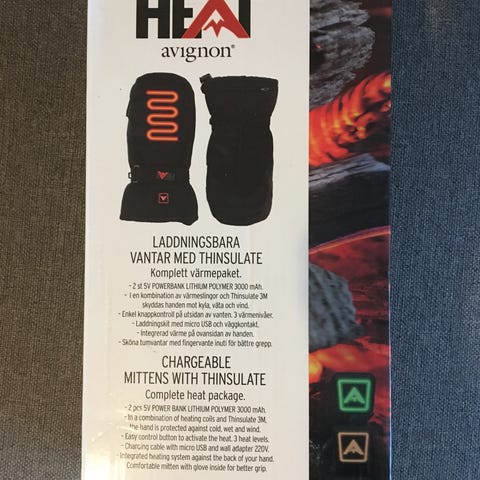 HEAT
avignon®
LADDNINGSBARA
VANTAR MED THINSULATE
Komplett värmepaket.
- 2 st 5V POWERBANK LITHIUM POLYMER 3000 mAh.
- I en kombination av värmeslingor och Thinsulate 3M
skyddas handen mot kyla, väta och vind.
- Enkel knappkontroll på utsidan av vanten. 3 värmenivåer.
- Laddningskit med micro USB och väggkontakt.
- Integrerad värme på ovansidan av handen.
- Sköna tumvantar med fingervante inuti för bättre grepp.
CHARGEABLE
MITTENS WITH THINSULATE
Complete heat package.
- 2 pcs 5V POWER BANK LITHIUM POLYMER 3000 mAh.
- In a combination of heating coils and Thinsulate 3M,
the hand is protected against cold, wet and wind.
- Easy control button to activate the heat. 3 heat levels.
- Charging cable with micro USB and wall adapter 220V.
- Integrated heating system against the back of your hand.
Comfortable mitten with glove inside for better grip.